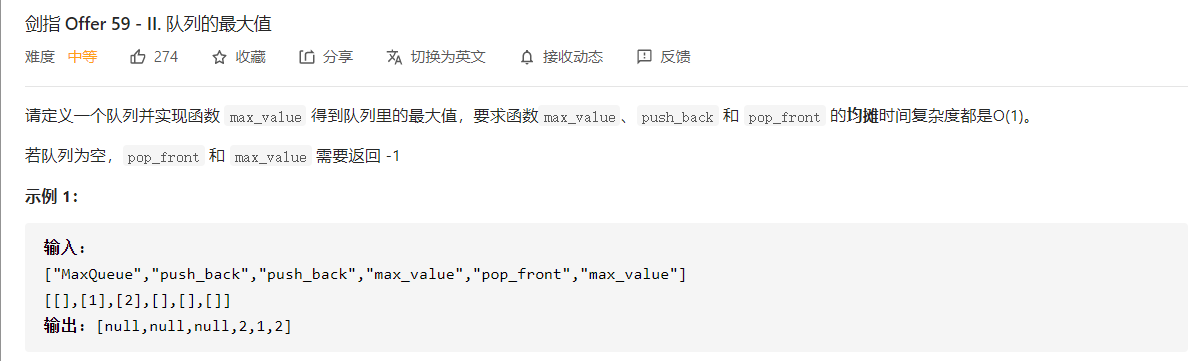 剑指 Offer 59 - II. 队列的最大值
难度 中等 274 收藏 分享 切换为英文 接收动态 反馈
请定义一个队列并实现函数 max_value 得到队列里的最大值，要求函数max_value、push_back 和 pop_front 的均摊时间复杂度都是O(1)。
若队列为空，pop_front 和 max_value 需要返回 -1
示例 1：
输入：
["MaxQueue","push_back","push_back","max_value","pop_front","max_value"]
[[],[1],[2],[],[],[]]
输出：[null,null,null,2,1,2]